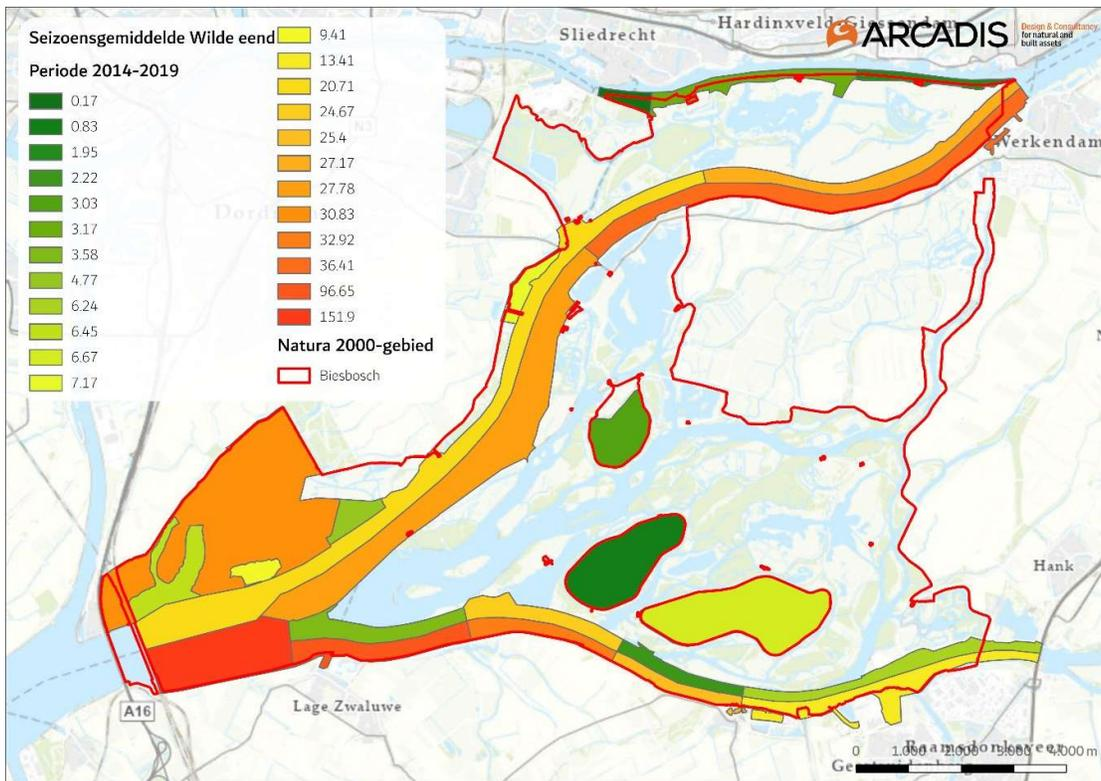 Hardinxveld-Giessendam
Sliedrecht
ARCADIS
Design & Consultancy
for natural and
built assets
Seizoensgemiddelde Wilde eend
Periode 2014-2019
0.17
0.83
1.95
2.22
3.03
3.17
3.58
4.77
6.24
6.45
6.67
7.17
9.41
13.41
20.71
24.67
25.4
27.17
27.78
30.83
32.92
36.41
96.65
151.9
Natura 2000-gebied
Biesbosch
N3
Werkendam
Hank
A16
Lage Zwaluwe
Raamsdonksveer
0 1.000 2.000 3.000 4.000 m